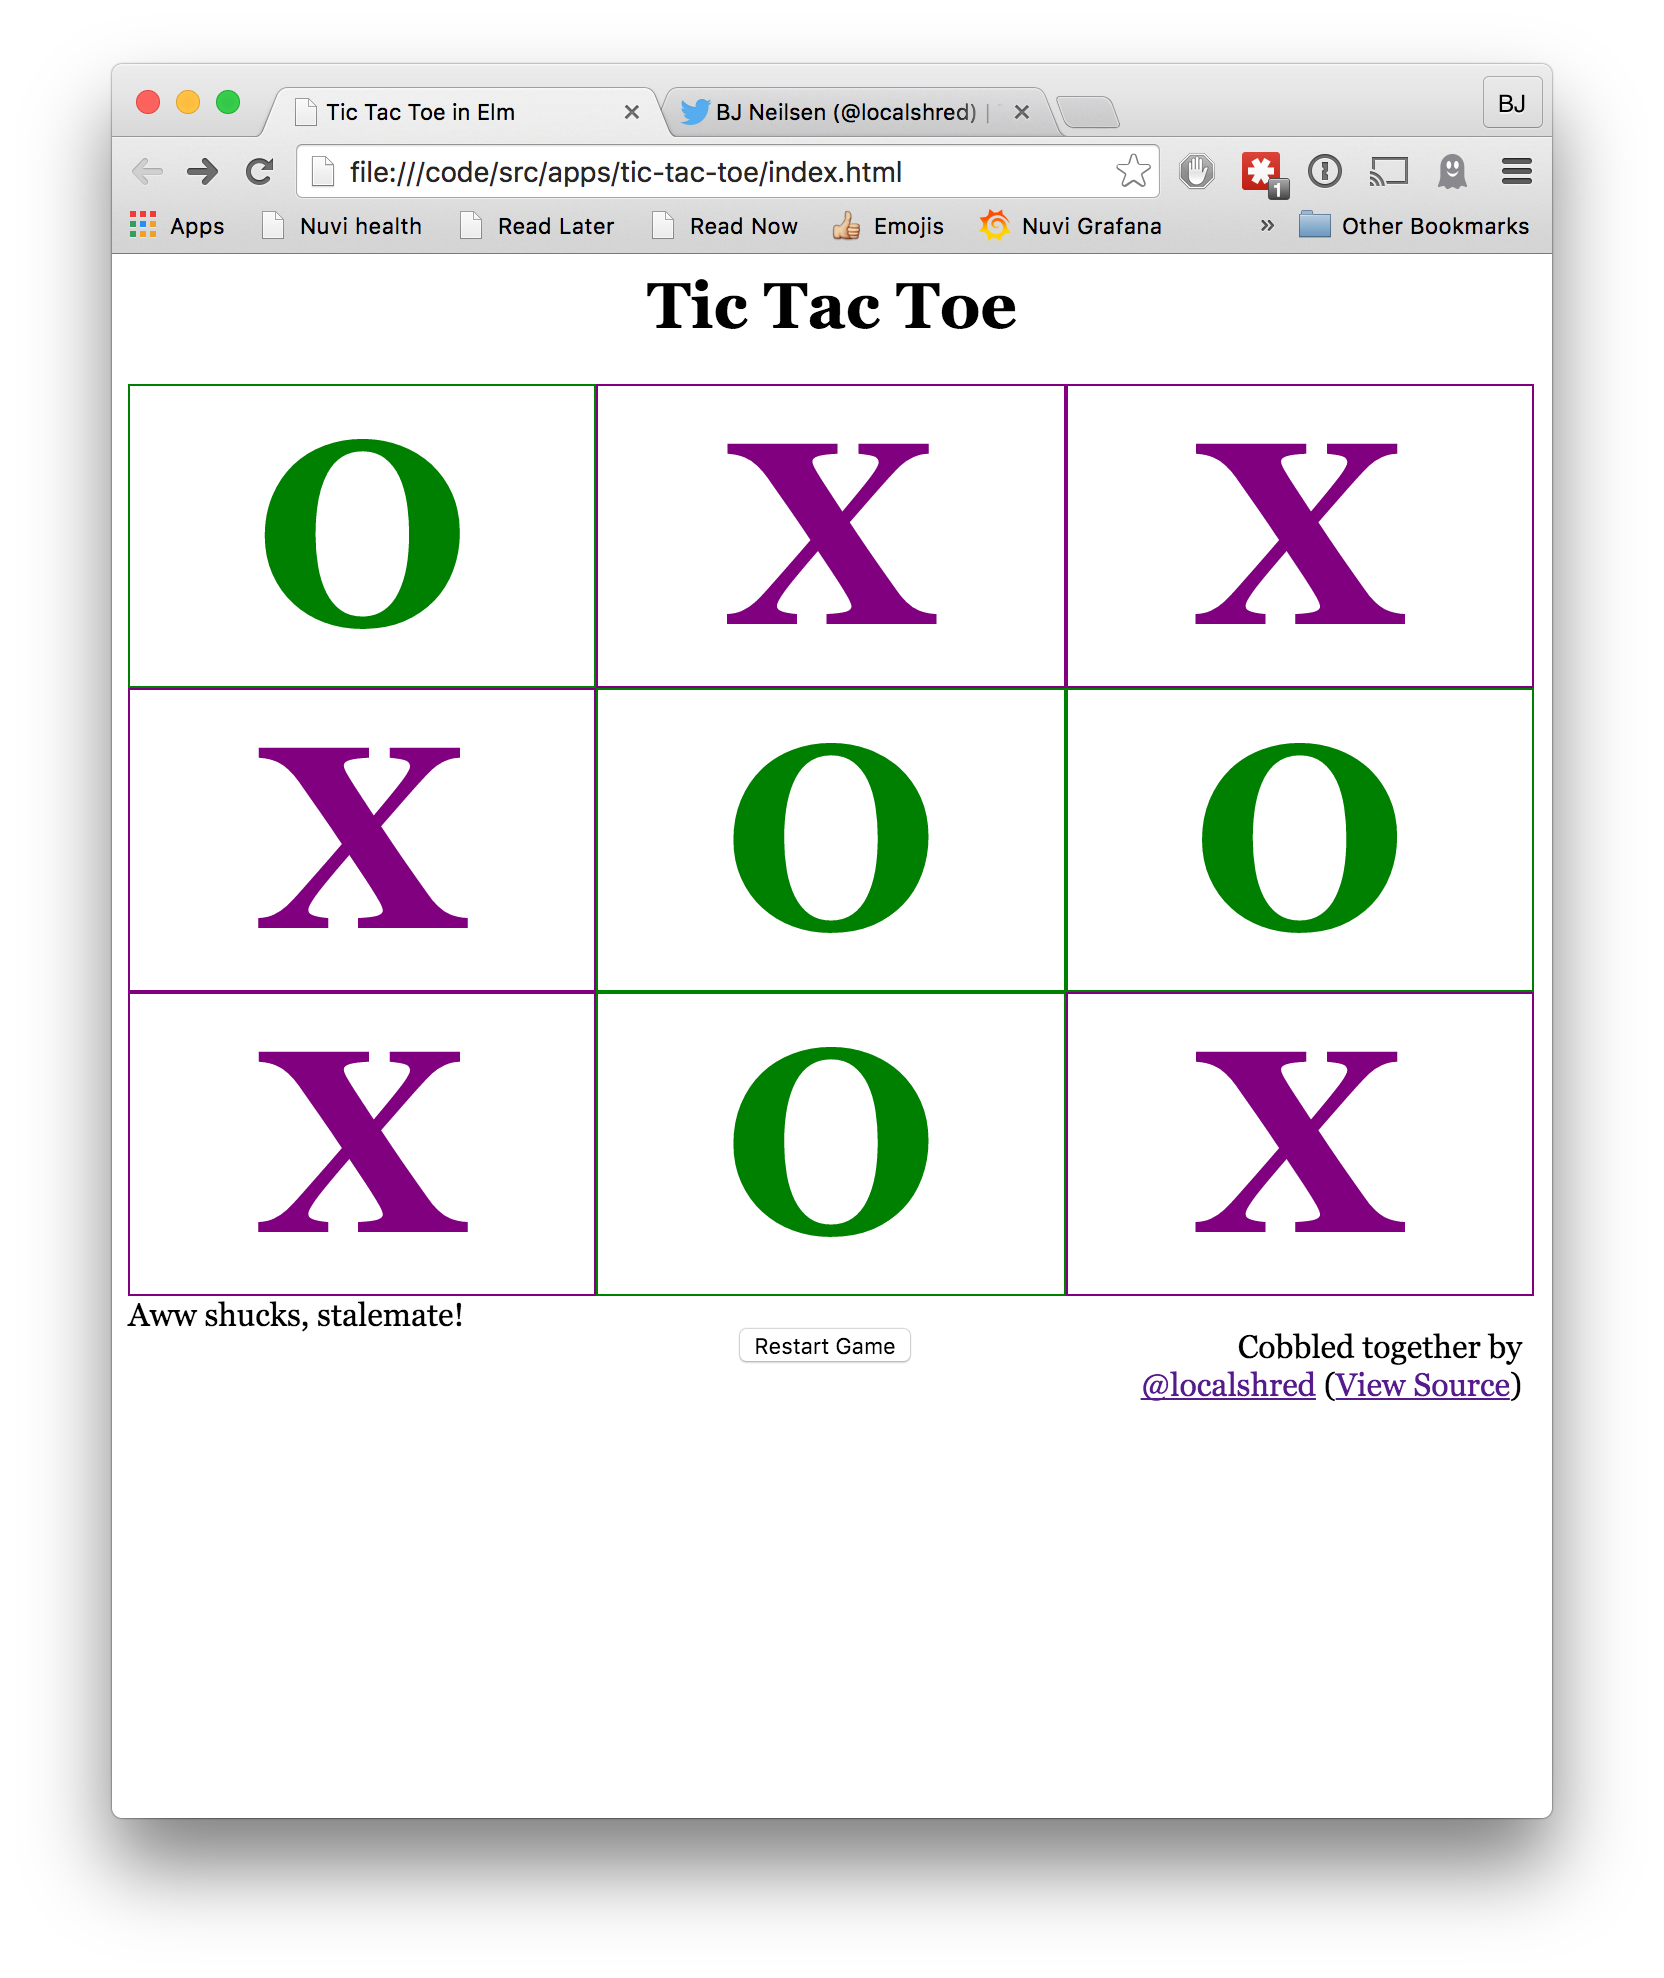 Tic Tac Toe in Elm
BJ Neilsen (@localshred) |
BJ
file:///code/src/apps/tic-tac-toe/index.html
1
Apps
Nuvi health
Read Later
Read Now
Emojis
Nuvi Grafana
»
Other Bookmarks
Tic Tac Toe
O X X
X O O
X O X
Aww shucks, stalemate!
Restart Game
Cobbled together by
@localshred (View Source)